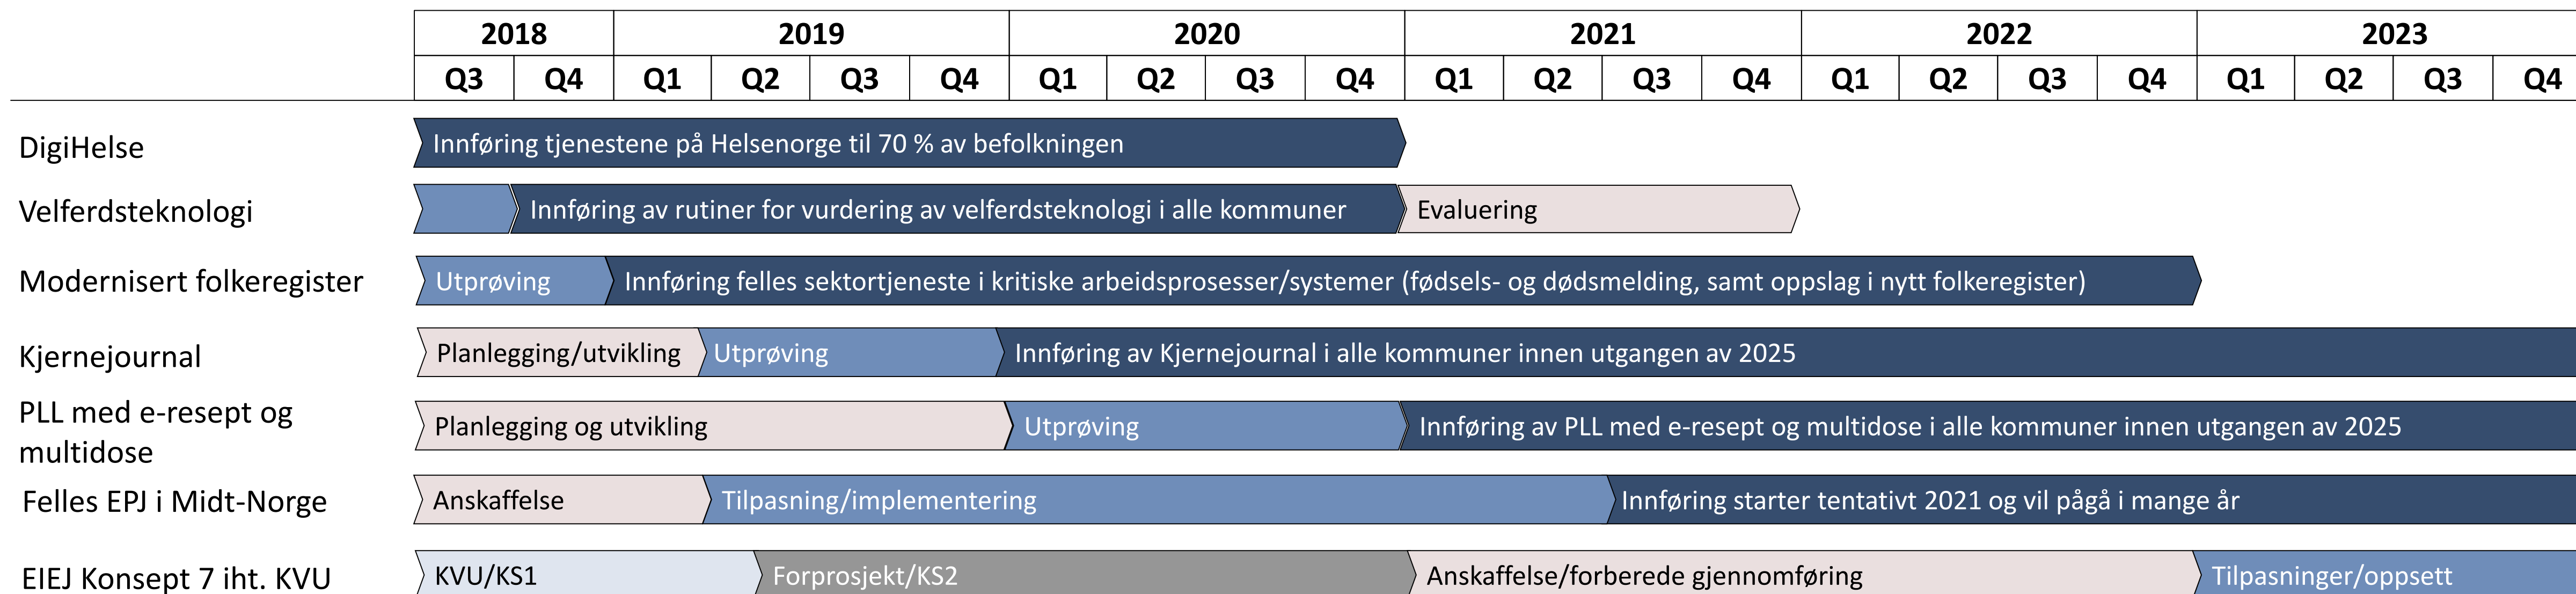 2018 2019 2020 2021 2022 2023
Q3 Q4 Q1 Q2 Q3 Q4 Q1 Q2 Q3 Q4 Q1 Q2 Q3 Q4 Q1 Q2 Q3 Q4 Q1 Q2 Q3 Q4
DigiHelse Innføring tjenestene på Helsenorge til 70 % av befolkningen
Velferdsteknologi Innføring av rutiner for vurdering av velferdsteknologi i alle kommuner Evaluering
Modernisert folkeregister Utprøving Innføring felles sektortjeneste i kritiske arbeidsprosesser/systemer (fødsels- og dødsmelding, samt oppslag i nytt folkeregister)
Kjernejournal Planlegging/utvikling Utprøving Innføring av Kjernejournal i alle kommuner innen utgangen av 2025
PLL med e-resept og
multidose
Planlegging og utvikling Utprøving Innføring av PLL med e-resept og multidose i alle kommuner innen utgangen av 2025
Felles EPJ i Midt-Norge Anskaffelse Tilpasning/implementering Innføring starter tentativt 2021 og vil pågå i mange år
EIEJ Konsept 7 iht. KVU KVU/KS1 Forprosjekt/KS2 Anskaffelse/forberede gjennomføring Tilpasninger/oppsett